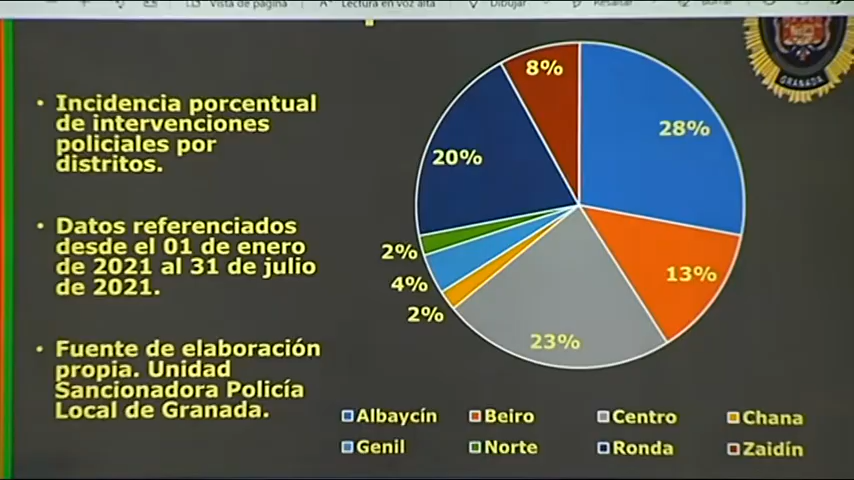 Vista de página
Lectura en voz alta
Dibujar
Resaltar
Borrar
GRANADA
• Incidencia porcentual
de intervenciones
policiales por
distritos.
• Datos referenciados
desde el 01 de enero
de 2021 al 31 de julio
de 2021.
• Fuente de elaboración
propia. Unidad
Sancionadora Policía
Local de Granada.
8%
28%
20%
2%
4%
2%
13%
23%
Albaycín
Beiro
Centro
Chana
Genil
Norte
Ronda
Zaidín